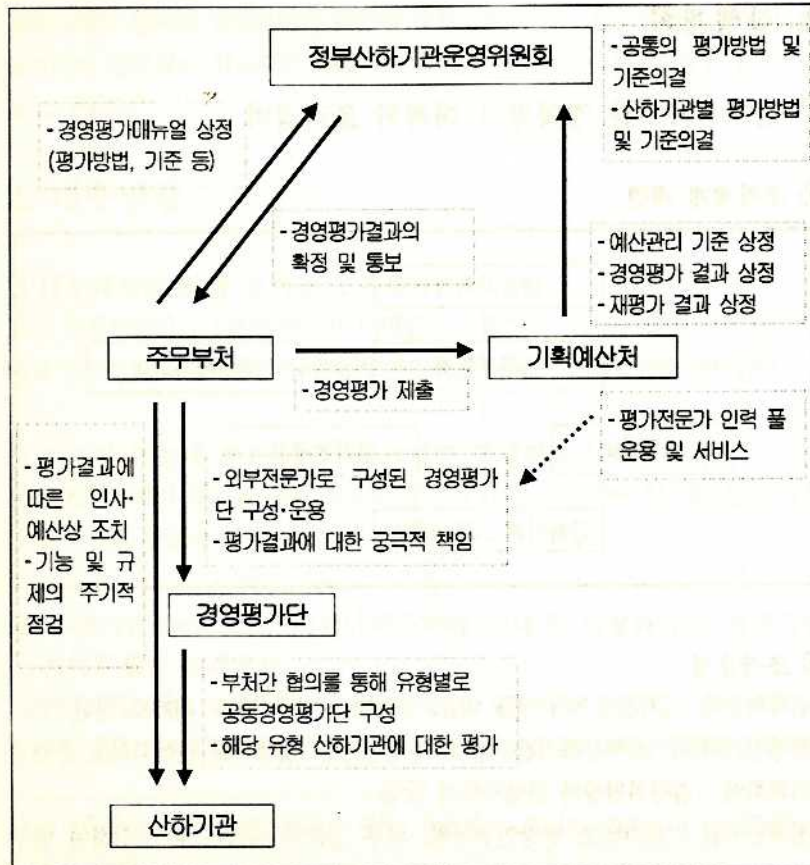 정부산하기관운영위원회
- 공통의 평가방법 및
기준의결
- 산하기관별 평가방법
및 기준의결
- 경영평가매뉴얼 상정
(평가방법, 기준 등)
- 경영평가결과의
확정 및 통보
- 예산관리 기준 상정
- 경영평가 결과 상정
- 재평가 결과 상정
주무부처
기획예산처
- 경영평가 제출
- 평가전문가 인력 풀
운용 및 서비스
- 평가결과에
따른 인사·
예산상 조치
- 기능 및 규
제의 주기적
점검
- 외부전문가로 구성된 경영평가
단 구성·운용
- 평가결과에 대한 궁극적 책임
경영평가단
- 부처간 협의를 통해 유형별로
공동경영평가단 구성
- 해당 유형 산하기관에 대한 평가
산하기관